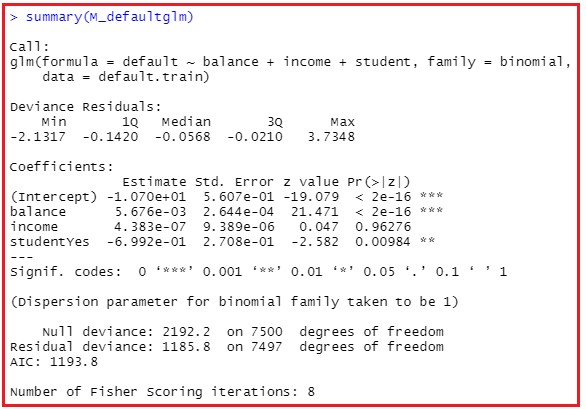 > summary(M_defaultglm)
Call:
glm(formula = default ~ balance + income + student, family = binomial,
    data = default.train)
Deviance Residuals:
    Min       1Q   Median       3Q      Max
-2.1317  -0.1420  -0.0568  -0.0210   3.7348
Coefficients:
              Estimate Std. Error z value Pr(>|z|)
(Intercept) -1.070e+01  5.607e-01 -19.079  < 2e-16 ***
balance      5.676e-03  2.644e-04  21.471  < 2e-16 ***
income       4.383e-07  9.389e-06   0.047  0.96276
studentYes  -6.992e-01  2.708e-01  -2.582  0.00984 **
---
Signif. codes:  0 ‘***’ 0.001 ‘**’ 0.01 ‘*’ 0.05 ‘.’ 0.1 ‘ ’ 1
(Dispersion parameter for binomial family taken to be 1)
    Null deviance: 2192.2  on 7500  degrees of freedom
Residual deviance: 1185.8  on 7497  degrees of freedom
AIC: 1193.8
Number of Fisher Scoring iterations: 8